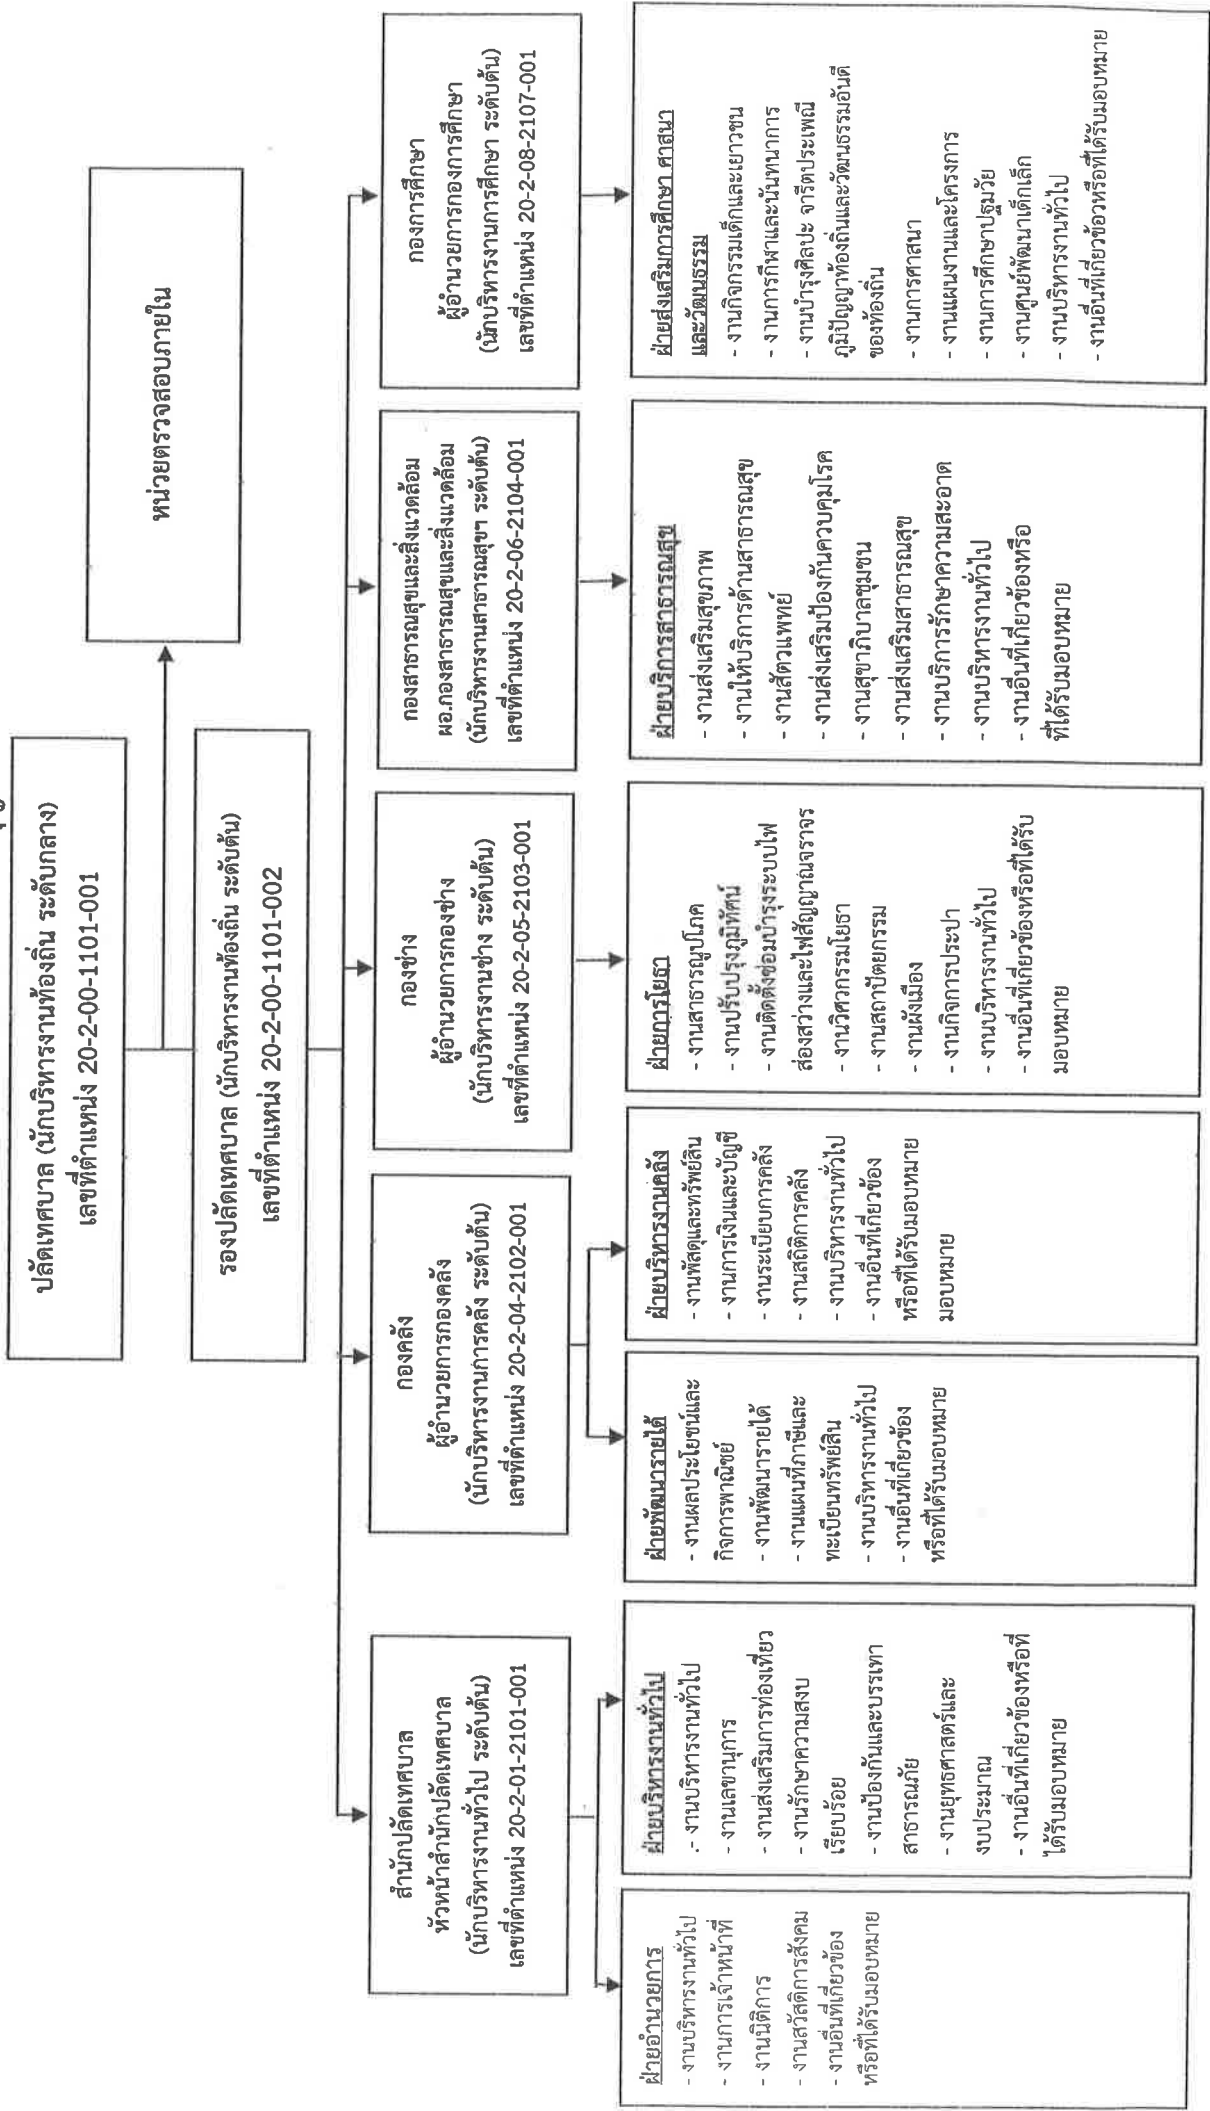 ปลัดเทศบาล (นักบริหารงานท้องถิ่น ระดับกลาง)
เลขที่ตำแหน่ง 20-2-00-1101-001
หน่วยตรวจสอบภายใน
รองปลัดเทศบาล (นักบริหารงานท้องถิ่น ระดับต้น)
เลขที่ตำแหน่ง 20-2-00-1101-002
สำนักปลัดเทศบาล
หัวหน้าสำนักปลัดเทศบาล
(นักบริหารงานทั่วไป ระดับต้น)
เลขที่ตำแหน่ง 20-2-01-2101-001
กองคลัง
ผู้อำนวยการกองคลัง
(นักบริหารงานการคลัง ระดับต้น)
เลขที่ตำแหน่ง 20-2-04-2102-001
กองช่าง
ผู้อำนวยการกองช่าง
(นักบริหารงานช่าง ระดับต้น)
เลขที่ตำแหน่ง 20-2-05-2103-001
กองสาธารณสุขและสิ่งแวดล้อม
ผอ.กองสาธารณสุขและสิ่งแวดล้อม
(นักบริหารงานสาธารณสุขฯ ระดับต้น)
เลขที่ตำแหน่ง 20-2-06-2104-001
กองการศึกษา
ผู้อำนวยการกองการศึกษา
(นักบริหารงานการศึกษา ระดับต้น)
เลขที่ตำแหน่ง 20-2-08-2107-001
ฝ่ายอำนวยการ
- งานบริหารงานทั่วไป
- งานการเจ้าหน้าที่
- งานนิติการ
- งานสวัสดิการสังคม
- งานอื่นที่เกี่ยวข้อง
หรือที่ได้รับมอบหมาย
ฝ่ายบริหารงานทั่วไป
.- งานบริหารงานทั่วไป
- งานเลขานุการ
- งานส่งเสริมการท่องเที่ยว
- งานรักษาความสงบ
เรียบร้อย
- งานป้องกันและบรรเทา
สาธารณภัย
- งานยุทธศาสตร์และ
งบประมาณ
- งานอื่นที่เกี่ยวข้องหรือที่
ได้รับมอบหมาย
ฝ่ายพัฒนารายได้
- งานผลประโยชน์และ
กิจการพาณิชย์
- งานพัฒนารายได้
- งานแผนที่ภาษีและ
ทะเบียนทรัพย์สิน
- งานบริหารงานทั่วไป
- งานอื่นที่เกี่ยวข้อง
หรือที่ได้รับมอบหมาย
ฝ่ายบริหารงานคลัง
- งานพัสดุและทรัพย์สิน
- งานการเงินและบัญชี
- งานระเบียบการคลัง
- งานสถิติการคลัง
- งานบริหารงานทั่วไป
- งานอื่นที่เกี่ยวข้อง
หรือที่ได้รับมอบหมาย
มอบหมาย
ฝ่ายการโยธา
- งานสาธารณูปโภค
- งานปรับปรุงภูมิทัศน์
- งานติดตั้งซ่อมบำรุงระบบไฟ
ส่องสว่างและไฟสัญญาณจราจร
- งานวิศวกรรมโยธา
- งานสถาปัตยกรรม
- งานผังเมือง
- งานกิจการประปา
- งานบริหารงานทั่วไป
- งานอื่นที่เกี่ยวข้องหรือที่ได้รับ
มอบหมาย
ฝ่ายบริการสาธารณสุข
- งานส่งเสริมสุขภาพ
- งานให้บริการด้านสาธารณสุข
- งานสัตวแพทย์
- งานส่งเสริมป้องกันควบคุมโรค
- งานสุขาภิบาลชุมชน
- งานส่งเสริมสาธารณสุข
- งานบริการรักษาความสะอาด
- งานบริหารงานทั่วไป
- งานอื่นที่เกี่ยวข้องหรือ
ที่ได้รับมอบหมาย
ฝ่ายส่งเสริมการศึกษา ศาสนา
และวัฒนธรรม
- งานกิจกรรมเด็กและเยาวชน
- งานการกีฬาและนันทนาการ
- งานบำรุงศิลปะ จารีตประเพณี
ภูมิปัญญาท้องถิ่นและวัฒนธรรมอันดี
ของท้องถิ่น
- งานการศาสนา
- งานแผนงานและโครงการ
- งานการศึกษาปฐมวัย
- งานศูนย์พัฒนาเด็กเล็ก
- งานบริหารงานทั่วไป
- งานอื่นที่เกี่ยวข้อวหรือที่ได้รับมอบหมาย